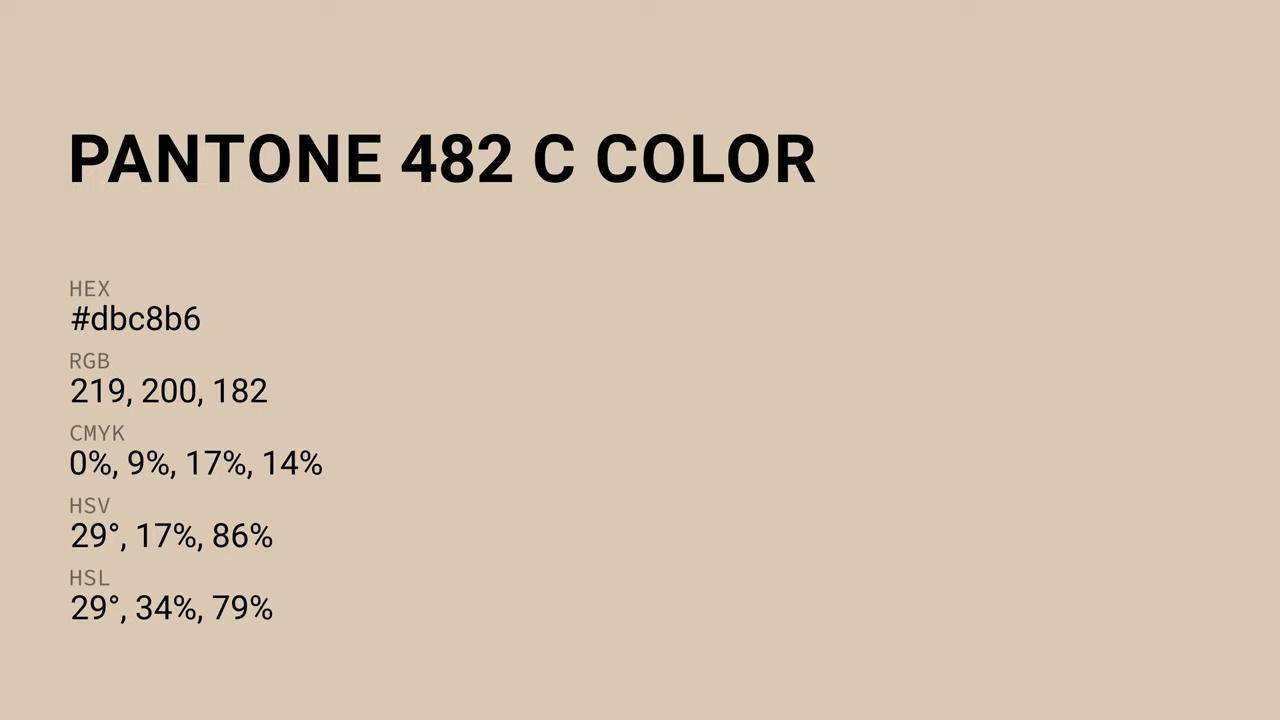 PANTONE 482 C COLOR
HEX
#dbc8b6
RGB
219, 200, 182
CMYK
0%, 9%, 17%, 14%
HSV
29°, 17%, 86%
HSL
29°, 34%, 79%